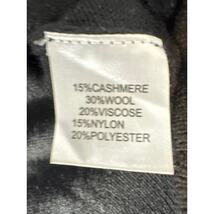 15%CASHMERE
30%WOOL
20%VISCOSE
15%NYLON
20%POLYESTER